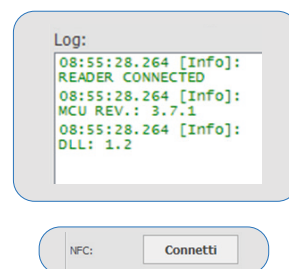 Log:
08:55:28.264 [Info]:
READER CONNECTED
08:55:28.264 [Info]:
MCU REV.: 3.7.1
08:55:28.264 [Info]:
DLL: 1.2
NFC: Connetti